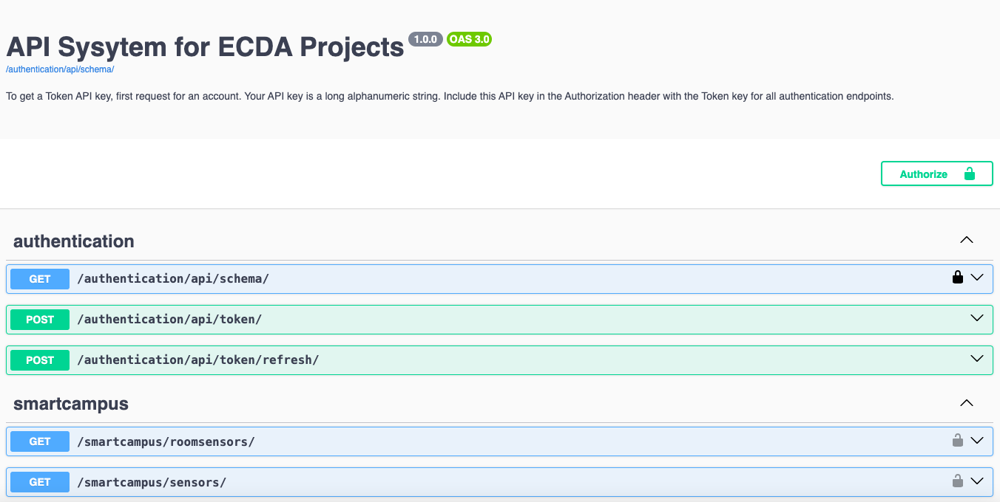 API Sysytem for ECDA Projects 1.0.0 OAS 3.0
/authentication/api/schema/
To get a Token API key, first request for an account. Your API key is a long alphanumeric string. Include this API key in the Authorization header with the Token key for all authentication endpoints.
Authorize
authentication
GET /authentication/api/schema/
POST /authentication/api/token/
POST /authentication/api/token/refresh/
smartcampus
GET /smartcampus/roomsensors/
GET /smartcampus/sensors/